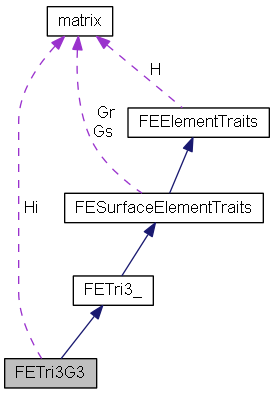 matrix
H
Gr
Gs
FEElementTraits
Hi
FESurfaceElementTraits
FETri3_
FETri3G3